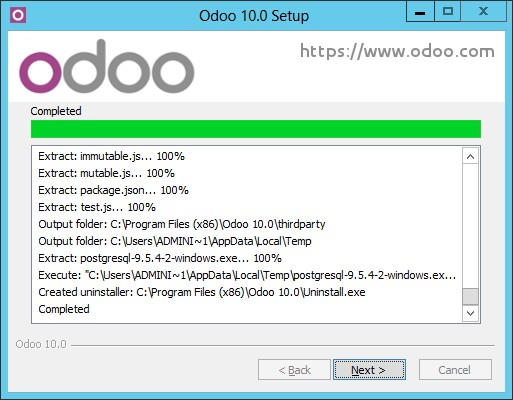 Odoo 10.0 Setup
odoo
https://www.odoo.com
Completed
Extract: immutable.js... 100%
Extract: mutable.js... 100%
Extract: package.json... 100%
Extract: test.js... 100%
Output folder: C:\Program Files (x86)\Odoo 10.0\thirdparty
Output folder: C:\Users\ADMINI~1\AppData\Local\Temp
Extract: postgresql-9.5.4-2-windows.exe... 100%
Execute: "C:\Users\ADMINI~1\AppData\Local\Temp\postgresql-9.5.4-2-windows.ex...
Created uninstaller: C:\Program Files (x86)\Odoo 10.0\Uninstall.exe
Completed
Odoo 10.0
< Back
Next >
Cancel